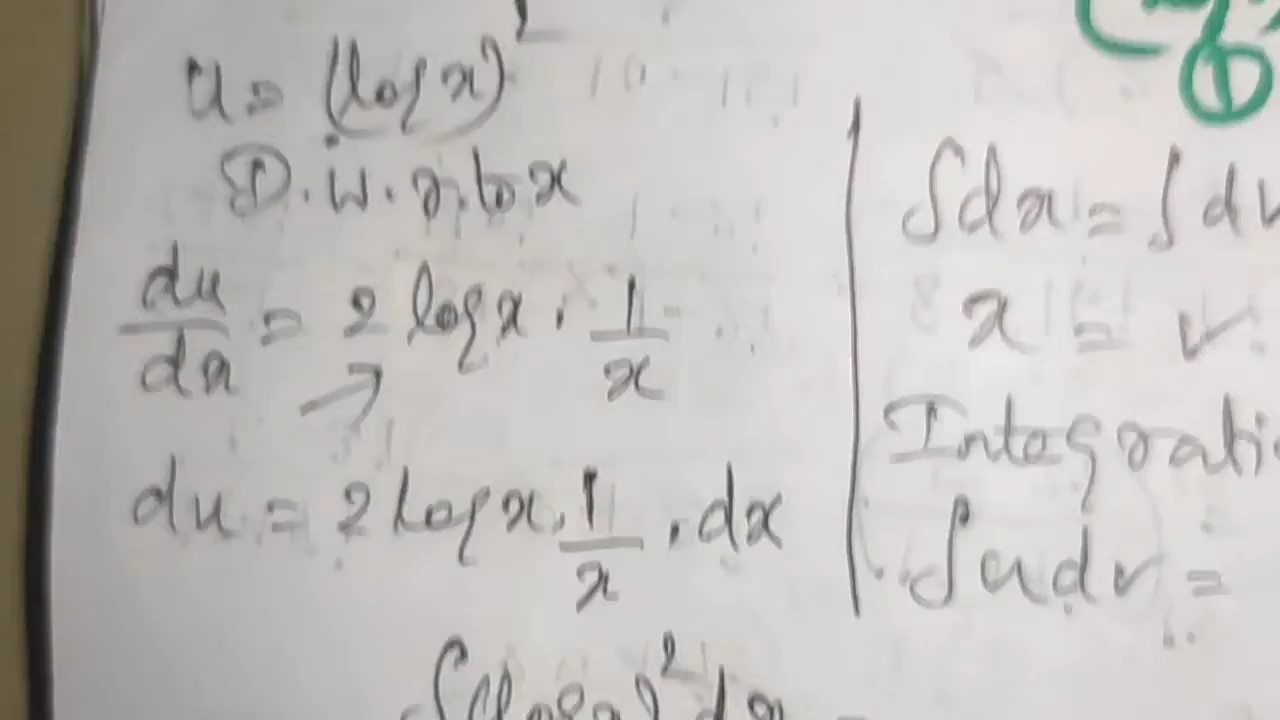 u = (log x)²
D.w.r.to x
du/dx = 2 log x . 1/x
du = 2 log x . 1/x . dx
∫dx = ∫dv
x = v
Integrati
∫u dv =
∫(log x)² dx =
①